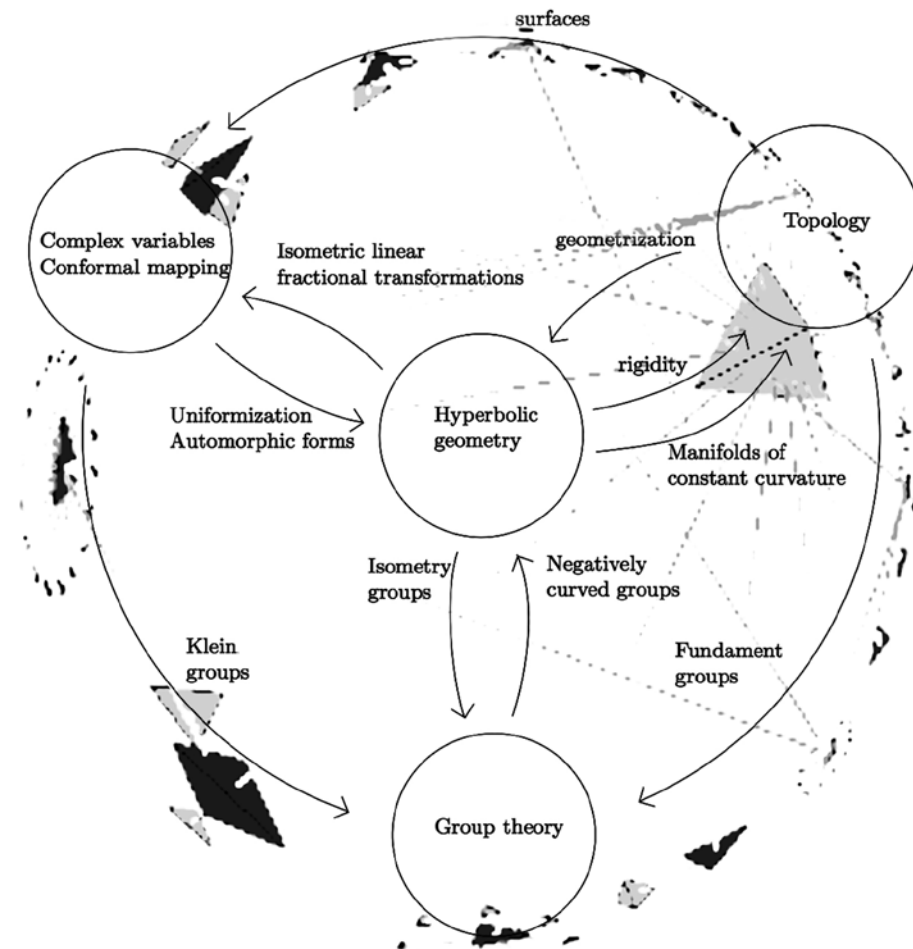 surfaces
Topology
Complex variables
Conformal mapping
Isometric linear
fractional transformations
geometrization
rigidity
Uniformization
Automorphic forms
Hyperbolic
geometry
Manifolds of
constant curvature
Isometry
groups
Negatively
curved groups
Klein
groups
Fundament
groups
Group theory